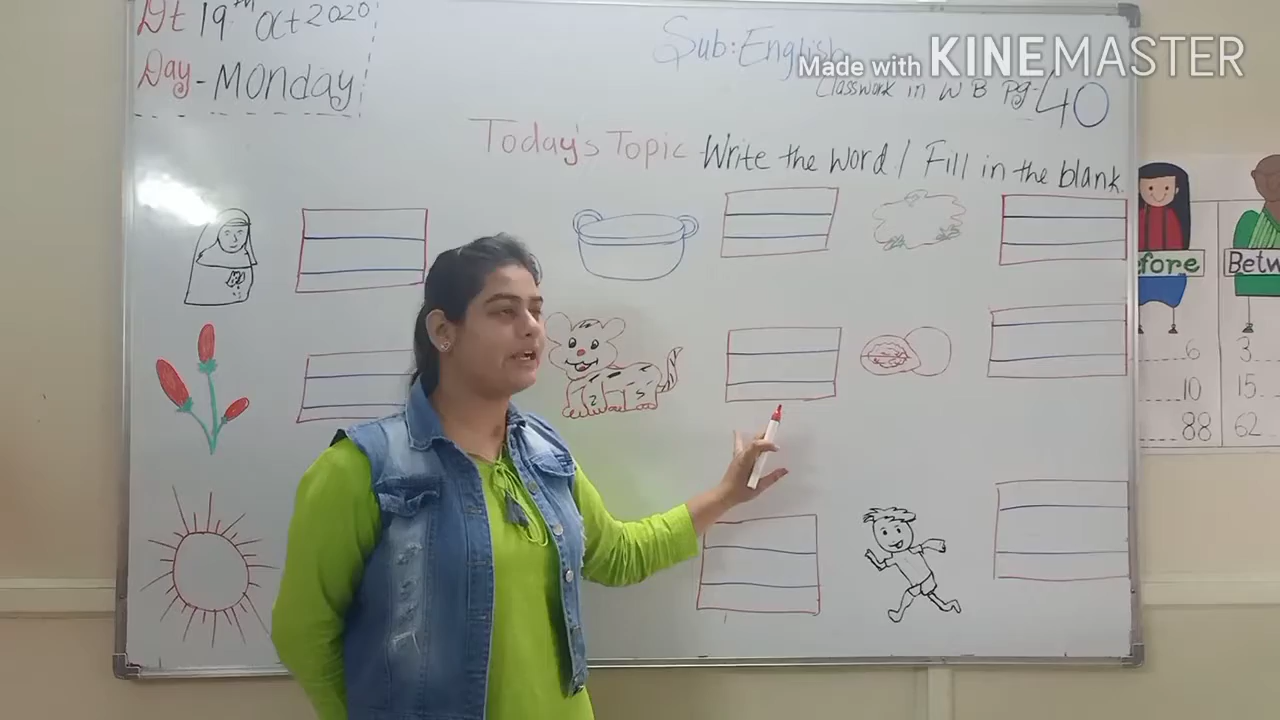 Dt 19th Oct 2020
Day - Monday
Sub: English
Made with KINEMASTER
Classwork in W B Pg-40
Today's Topic Write the word / Fill in the blank.
fore Betw
6 3
10 15
88 62